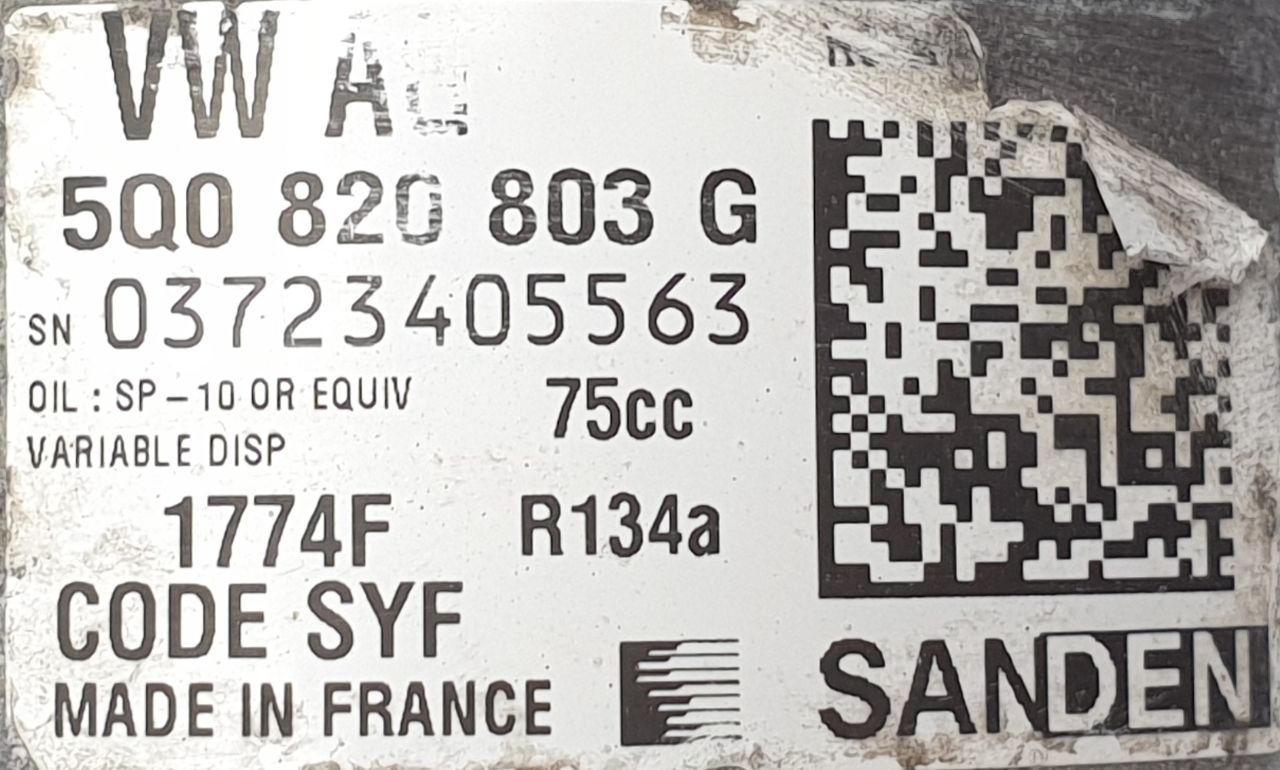 VW AG
5Q0 820 803 G
SN 03723405563
OIL : SP-10 OR EQUIV
75cc
VARIABLE DISP
1774F
R134a
CODE SYF
MADE IN FRANCE
SANDEN